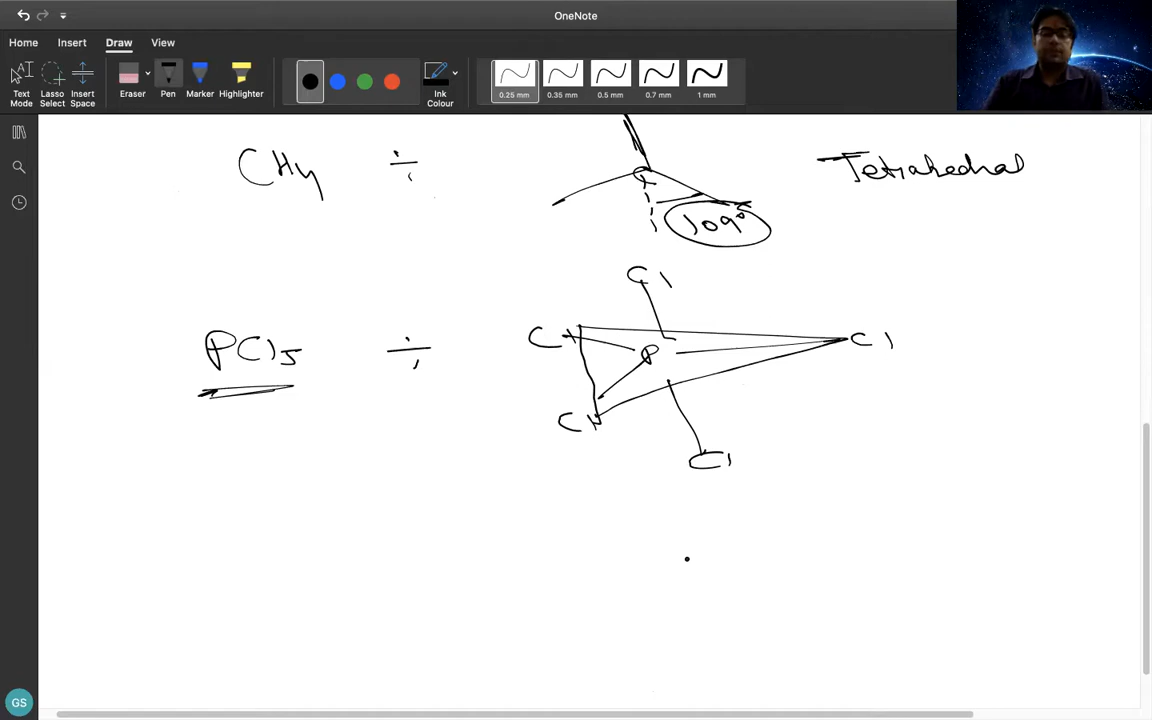 OneNote
Home Insert Draw View
Text Mode
Lasso Select
Insert Space
Eraser
Pen
Marker
Highlighter
Ink Colour
0.25 mm 0.35 mm 0.5 mm 0.7 mm 1 mm
CH4 ÷ Tetrahedral
C
109°
Cl
PCl5 ÷ Cl P Cl
Cl
Cl
GS